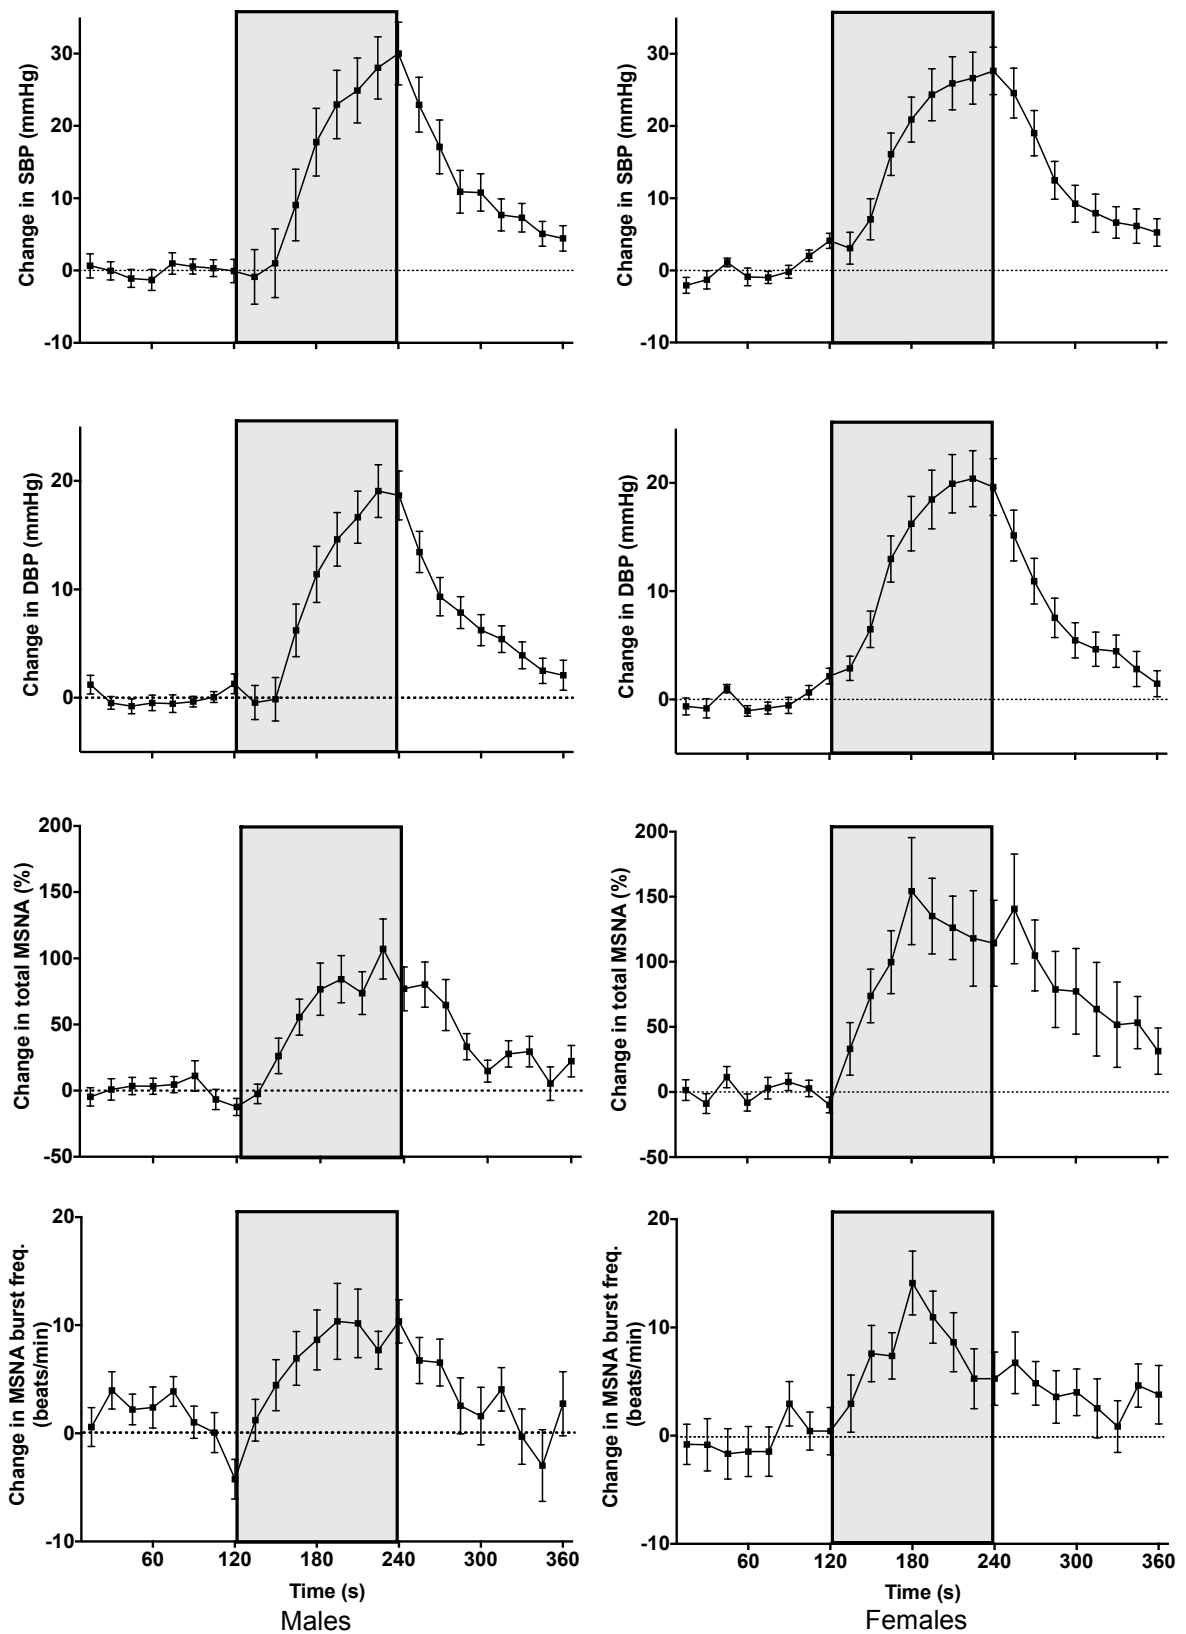 Change in SBP (mmHg)
30
20
10
0
-10
Change in SBP (mmHg)
30
20
10
0
-10
Change in DBP (mmHg)
20
10
0
Change in DBP (mmHg)
20
10
0
Change in total MSNA (%)
200
150
100
50
0
-50
Change in total MSNA (%)
200
150
100
50
0
-50
Change in MSNA burst freq.
(beats/min)
20
10
0
-10
60 120 180 240 300 360
Time (s)
Males
Change in MSNA burst freq.
(beats/min)
20
10
0
-10
60 120 180 240 300 360
Time (s)
Females